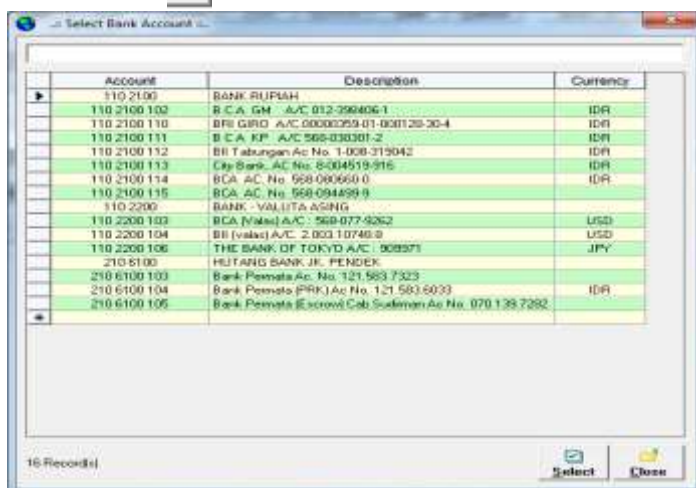 ..:: Select Bank Account ::..
Account Description Currency
110.2100 BANK RUPIAH
110.2100.102 B.C.A. GM A/C 012-398406-1 IDR
110.2100.110 BRI GIRO A/C.00000359-01-000128-30-4 IDR
110.2100.111 B.C.A. KP A/C 568-030301-2 IDR
110.2100.112 BII Tabungan Ac No. 1-008-319042 IDR
110.2100.113 City Bank, AC No. 8-004519-916 IDR
110.2100.114 BCA. AC. No. 568-080660-0 IDR
110.2100.115 BCA. AC. No. 568-094499-9
110.2200 BANK - VALUTA ASING
110.2200.103 BCA (Valas) A/C : 568-077-9262 USD
110.2200.104 BII (valas) A/C. 2.003.10740.8 USD
110.2200.106 THE BANK OF TOKYO A/C : 909971 JPY
210.6100 HUTANG BANK JK. PENDEK
210.6100.103 Bank Permata Ac. No. 121.583.7323
210.6100.104 Bank Permata (PRK) Ac No. 121.583.6033 IDR
210.6100.105 Bank Permata (Escrow) Cab.Sudirman Ac No. 070.139.7292
16 Record(s)
Select Close